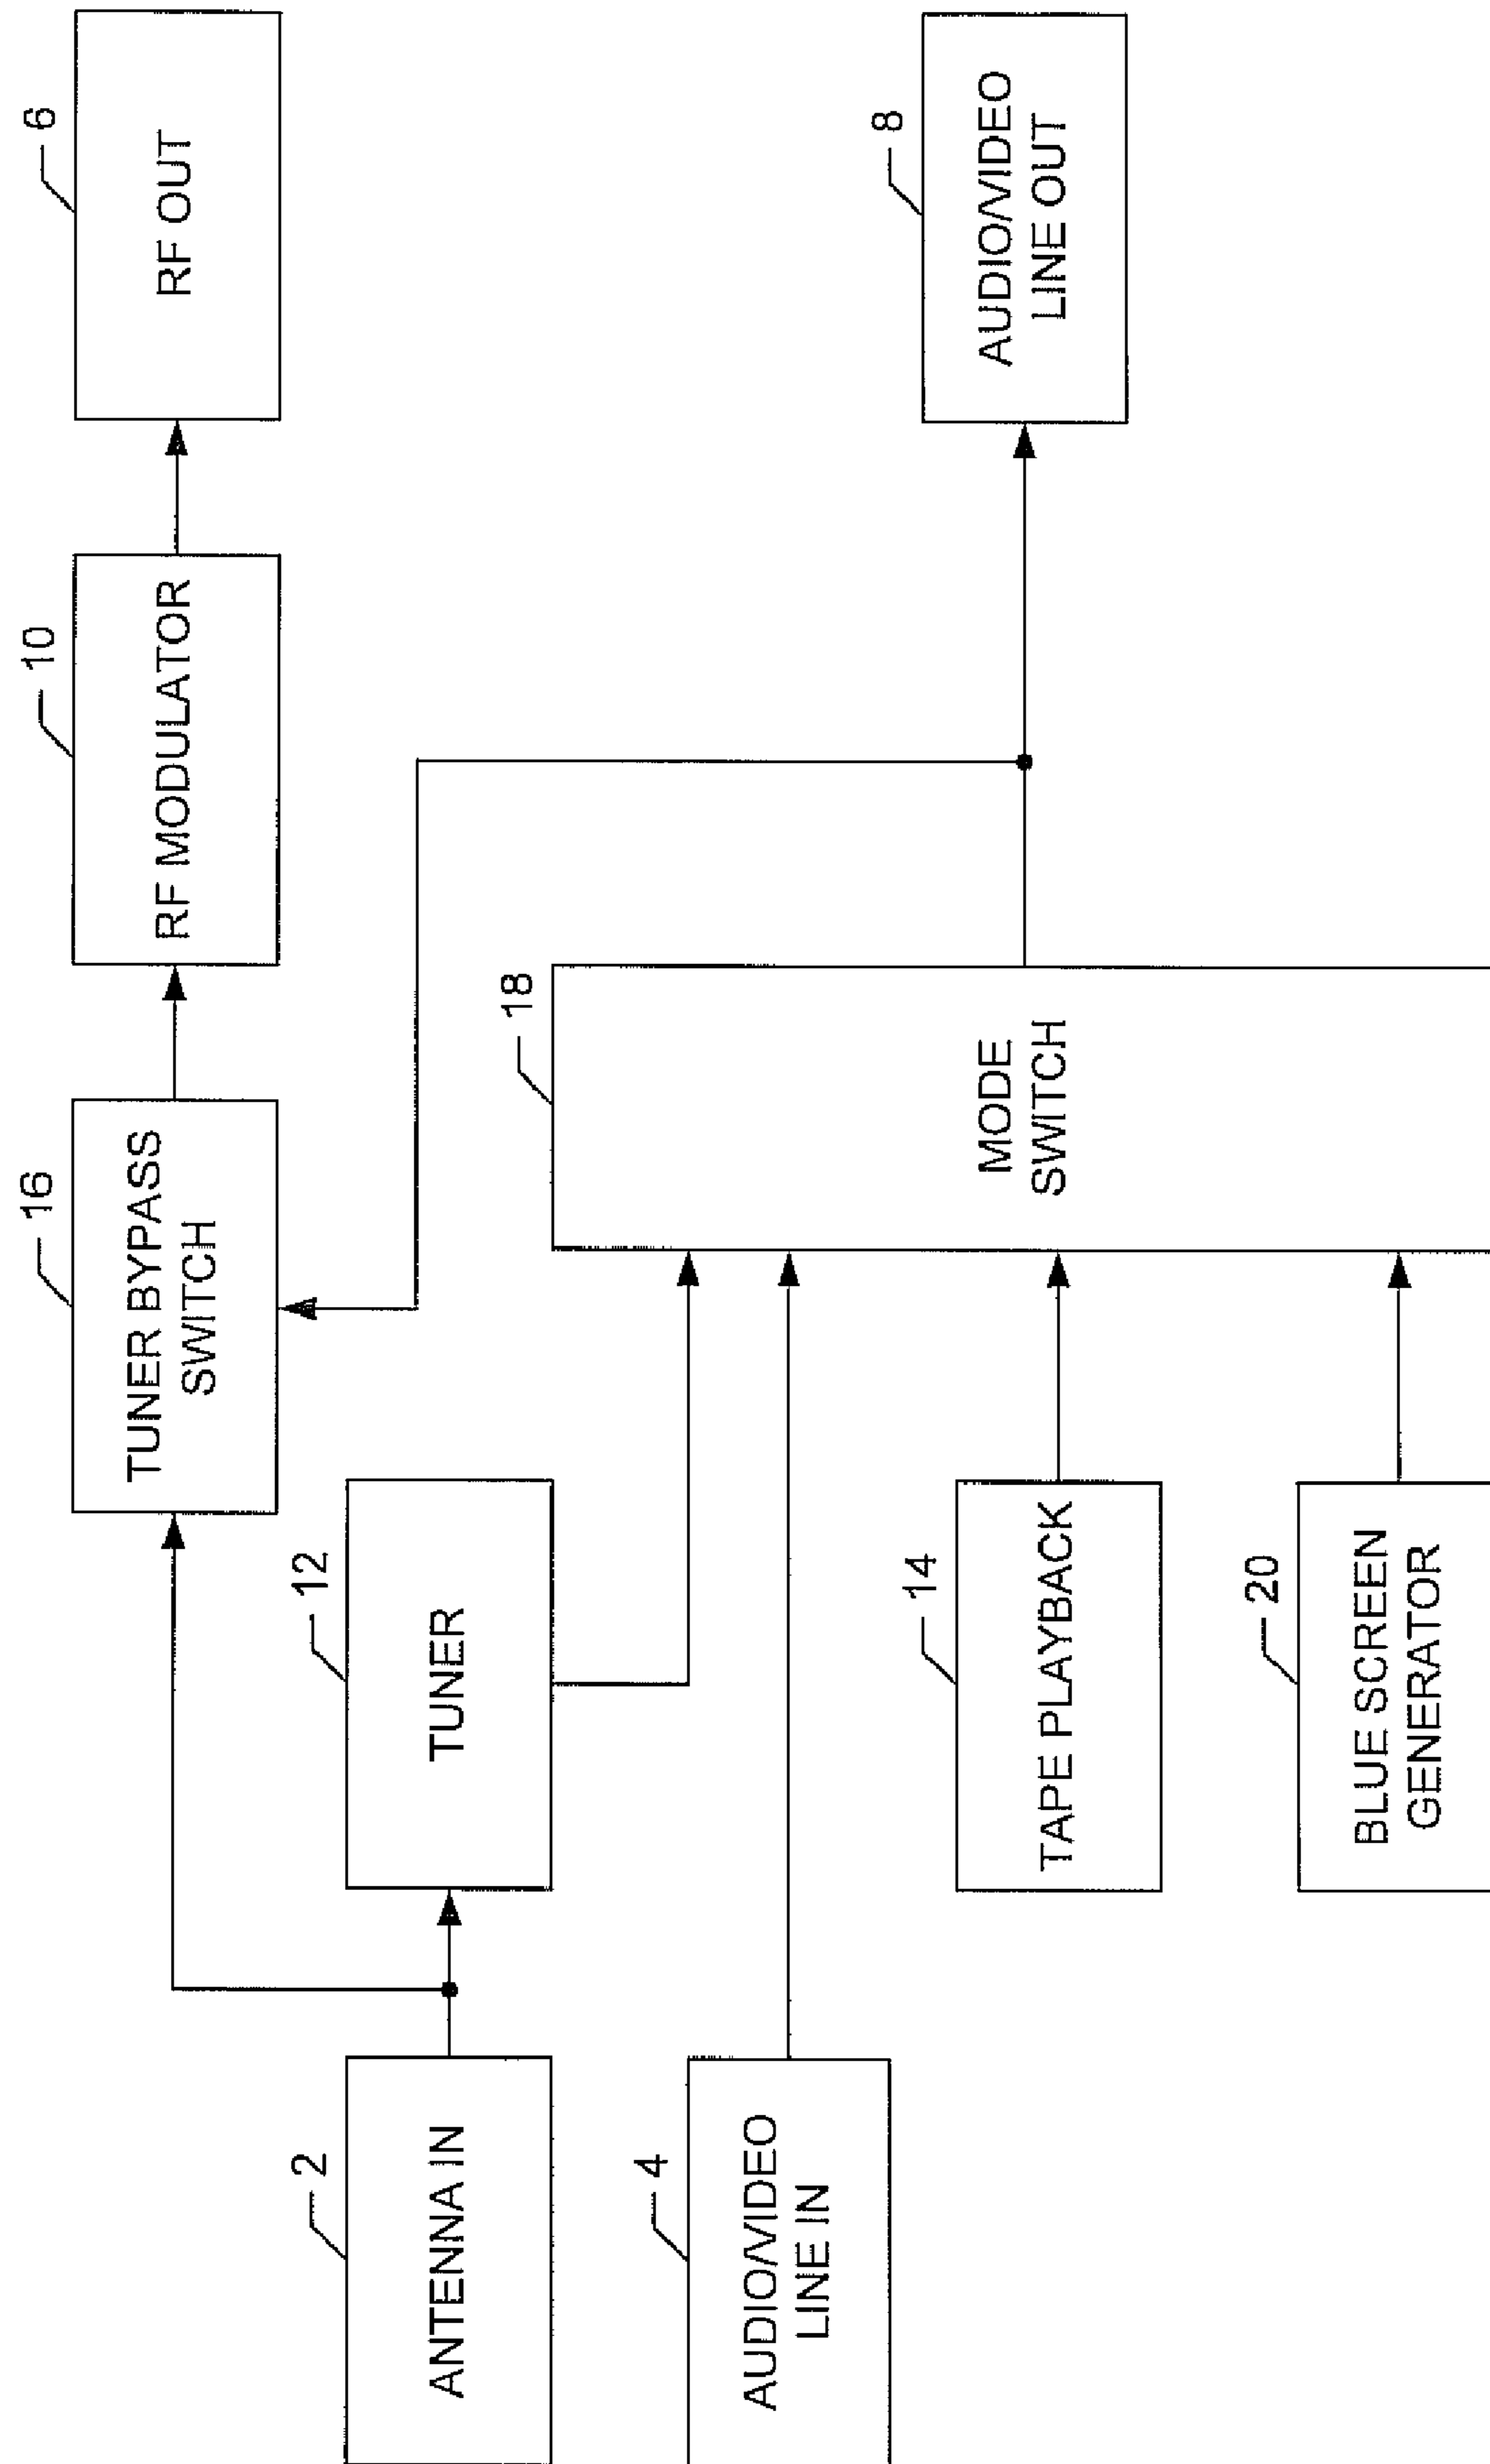 2
ANTENNA IN
4
AUDIO/VIDEO
LINE IN
12
TUNER
16
TUNER BYPASS
SWITCH
10
RF MODULATOR
6
RF OUT
18
MODE
SWITCH
8
AUDIO/VIDEO
LINE OUT
14
TAPE PLAYBACK
20
BLUE SCREEN
GENERATOR